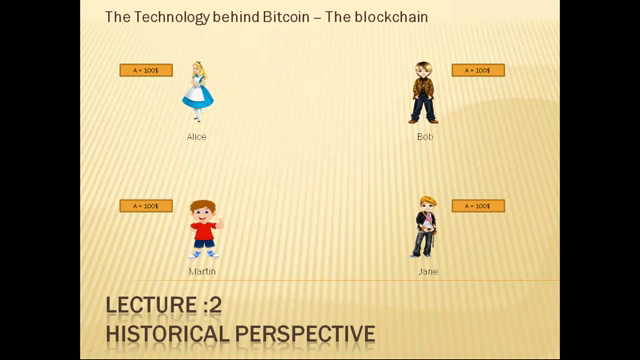 The Technology behind Bitcoin – The blockchain
A = 100$
A = 100$
Alice
Bob
A = 100$
A = 100$
Martin
Jane
LECTURE :2
HISTORICAL PERSPECTIVE